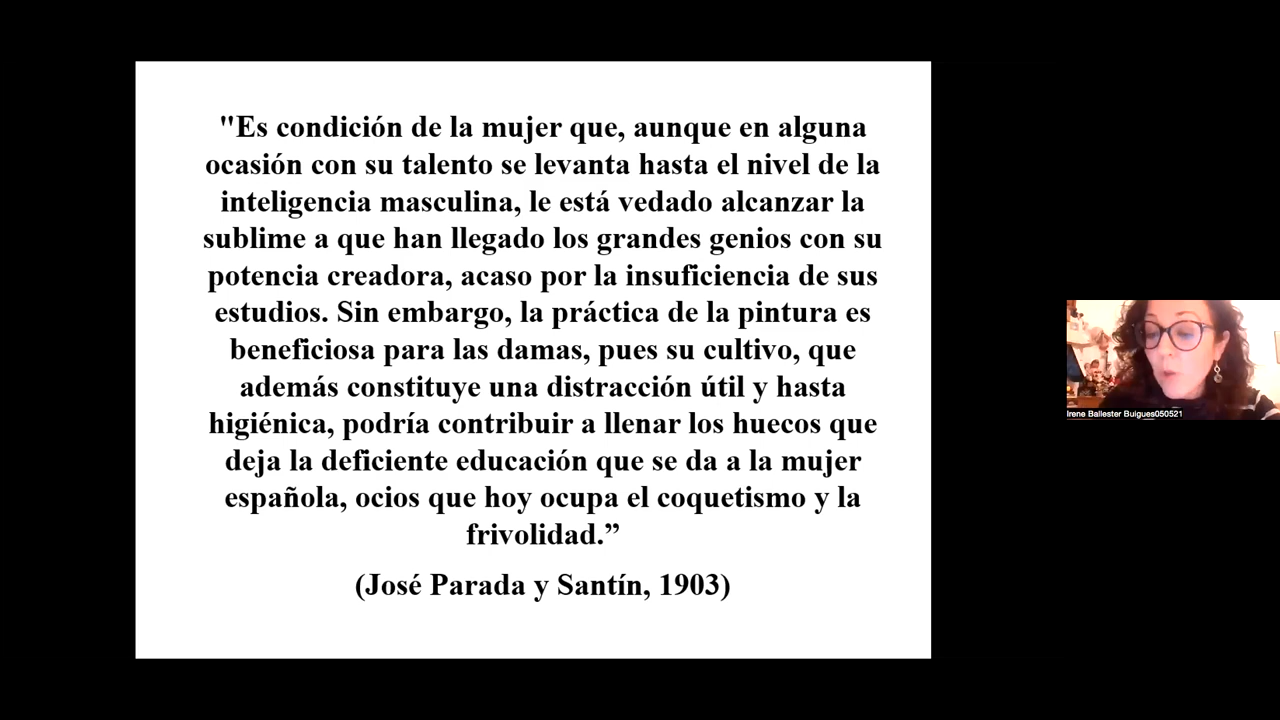 "Es condición de la mujer que, aunque en alguna
ocasión con su talento se levanta hasta el nivel de la
inteligencia masculina, le está vedado alcanzar la
sublime a que han llegado los grandes genios con su
potencia creadora, acaso por la insuficiencia de sus
estudios. Sin embargo, la práctica de la pintura es
beneficiosa para las damas, pues su cultivo, que
además constituye una distracción útil y hasta
higiénica, podría contribuir a llenar los huecos que
deja la deficiente educación que se da a la mujer
española, ocios que hoy ocupa el coquetismo y la
frivolidad.”
(José Parada y Santín, 1903)
Irene Ballester Buigues050521